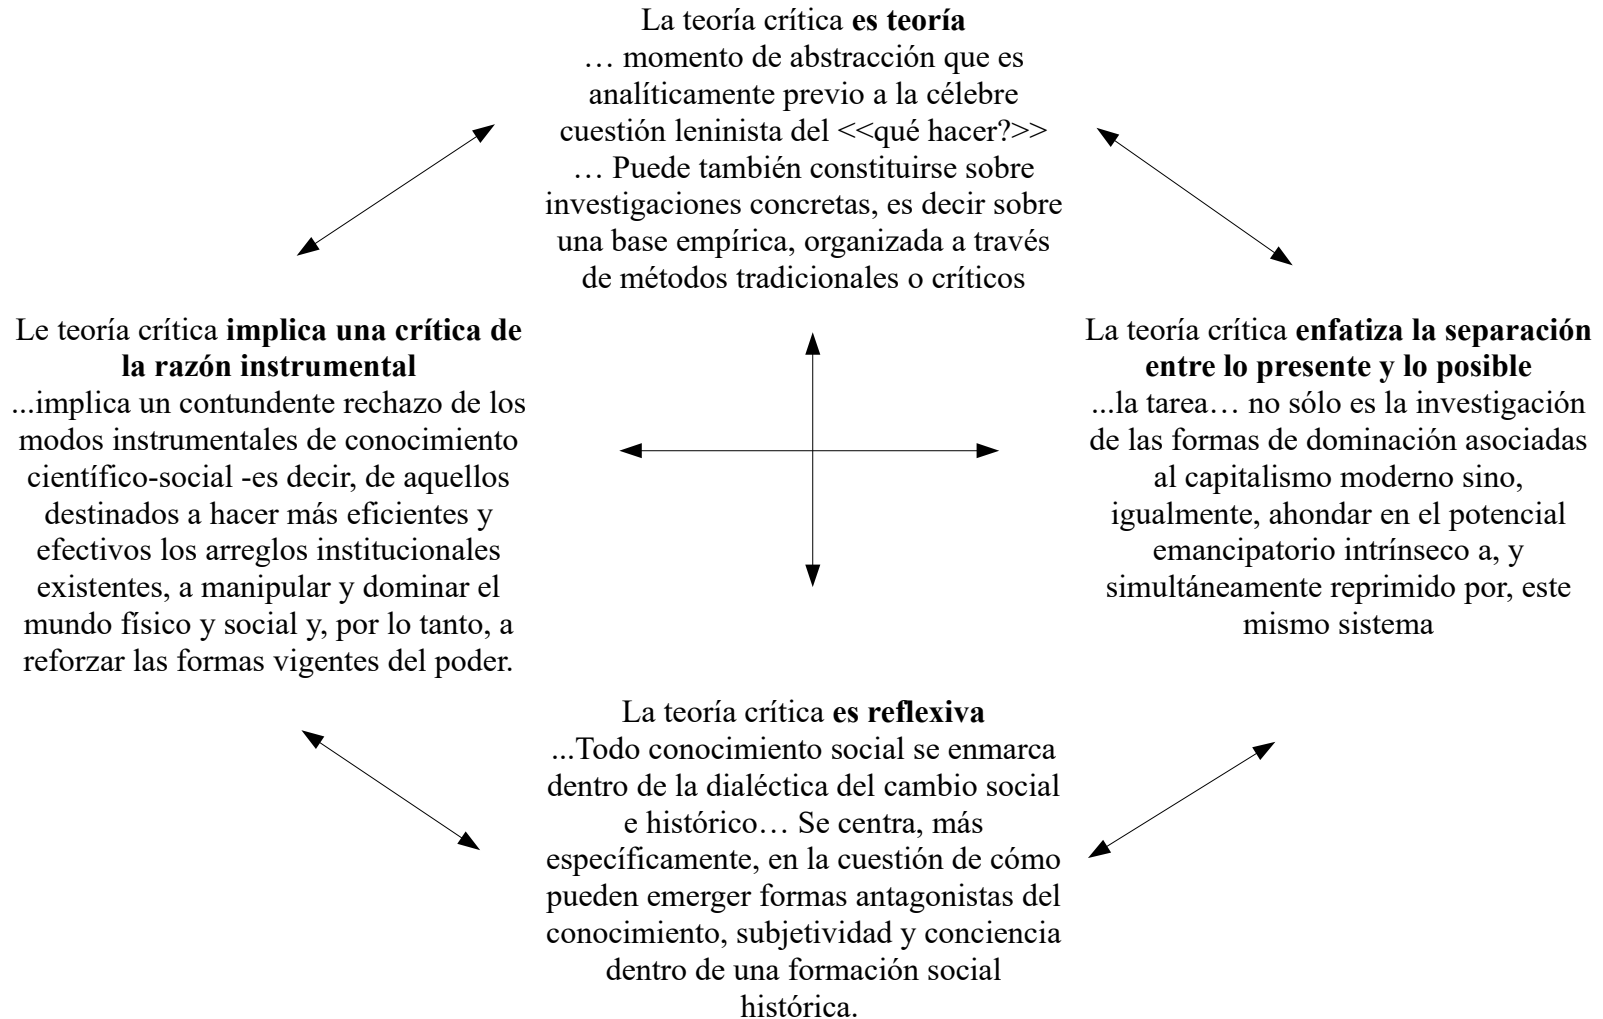 La teoría crítica es teoría
… momento de abstracción que es
analíticamente previo a la célebre
cuestión leninista del <<qué hacer?>>
… Puede también constituirse sobre
investigaciones concretas, es decir sobre
una base empírica, organizada a través
de métodos tradicionales o críticos
Le teoría crítica implica una crítica de
la razón instrumental
...implica un contundente rechazo de los
modos instrumentales de conocimiento
científico-social -es decir, de aquellos
destinados a hacer más eficientes y
efectivos los arreglos institucionales
existentes, a manipular y dominar el
mundo físico y social y, por lo tanto, a
reforzar las formas vigentes del poder.
La teoría crítica enfatiza la separación
entre lo presente y lo posible
...la tarea… no sólo es la investigación
de las formas de dominación asociadas
al capitalismo moderno sino,
igualmente, ahondar en el potencial
emancipatorio intrínseco a, y
simultáneamente reprimido por, este
mismo sistema
La teoría crítica es reflexiva
...Todo conocimiento social se enmarca
dentro de la dialéctica del cambio social
e histórico… Se centra, más
específicamente, en la cuestión de cómo
pueden emerger formas antagonistas del
conocimiento, subjetividad y conciencia
dentro de una formación social
histórica.